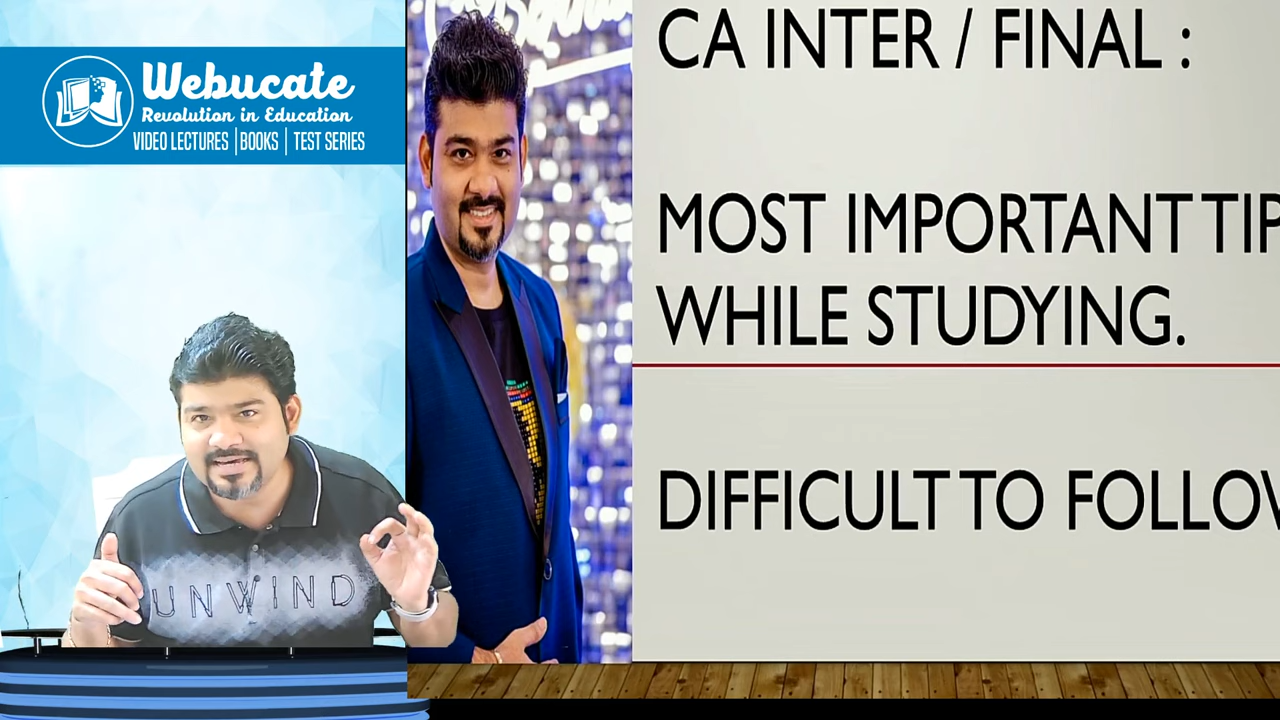 Webucate
Revolution in Education
VIDEO LECTURES | BOOKS | TEST SERIES
UNWIND
CA INTER / FINAL :
MOST IMPORTANT TIP
WHILE STUDYING.
DIFFICULT TO FOLLOW